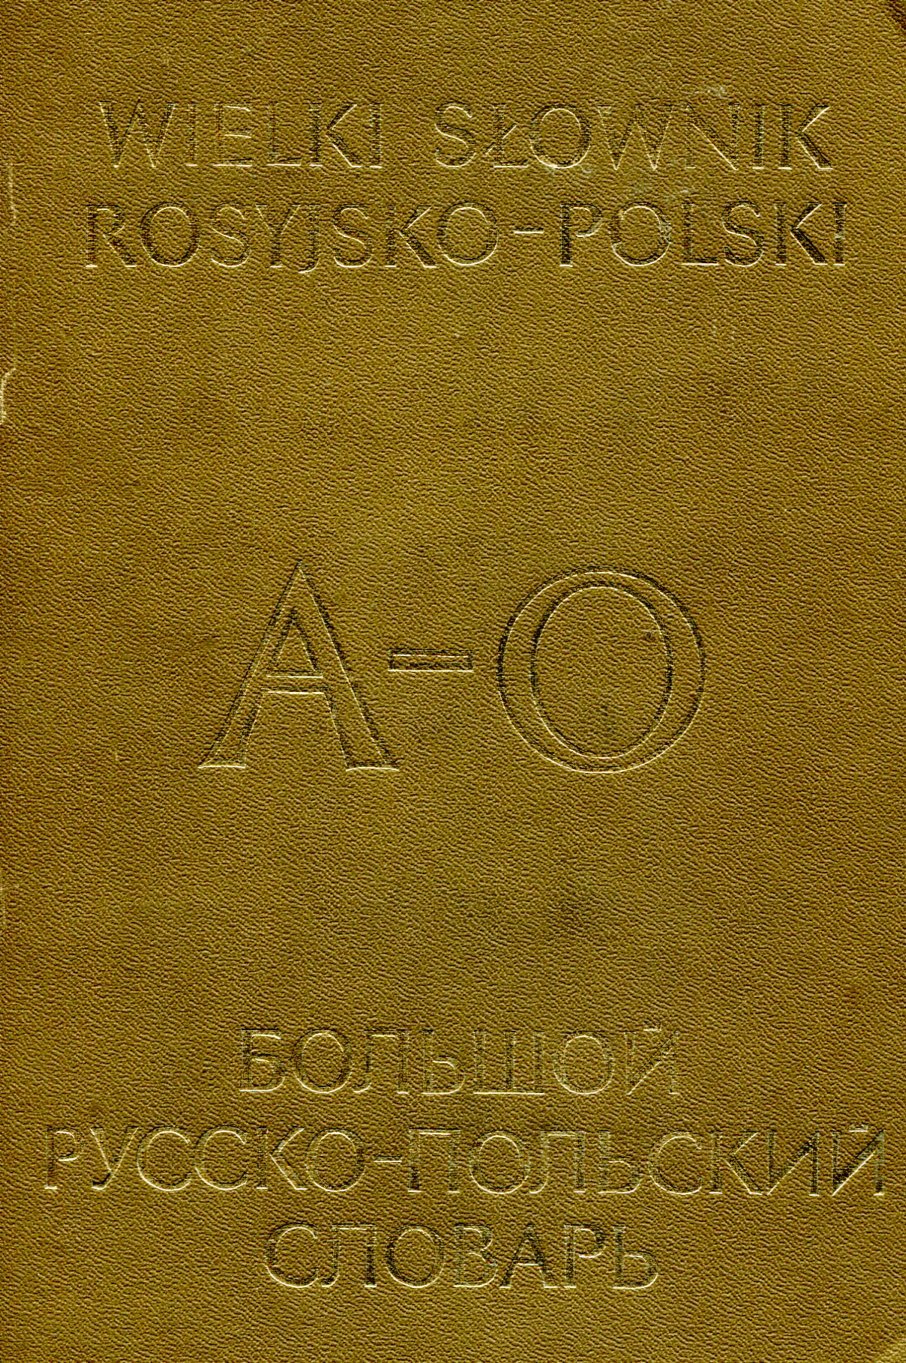 WIELKI SŁOWNIK
ROSYJSKO-POLSKI
A-O
БОЛЬШОЙ
РУССКО-ПОЛЬСКИЙ
СЛОВАРЬ